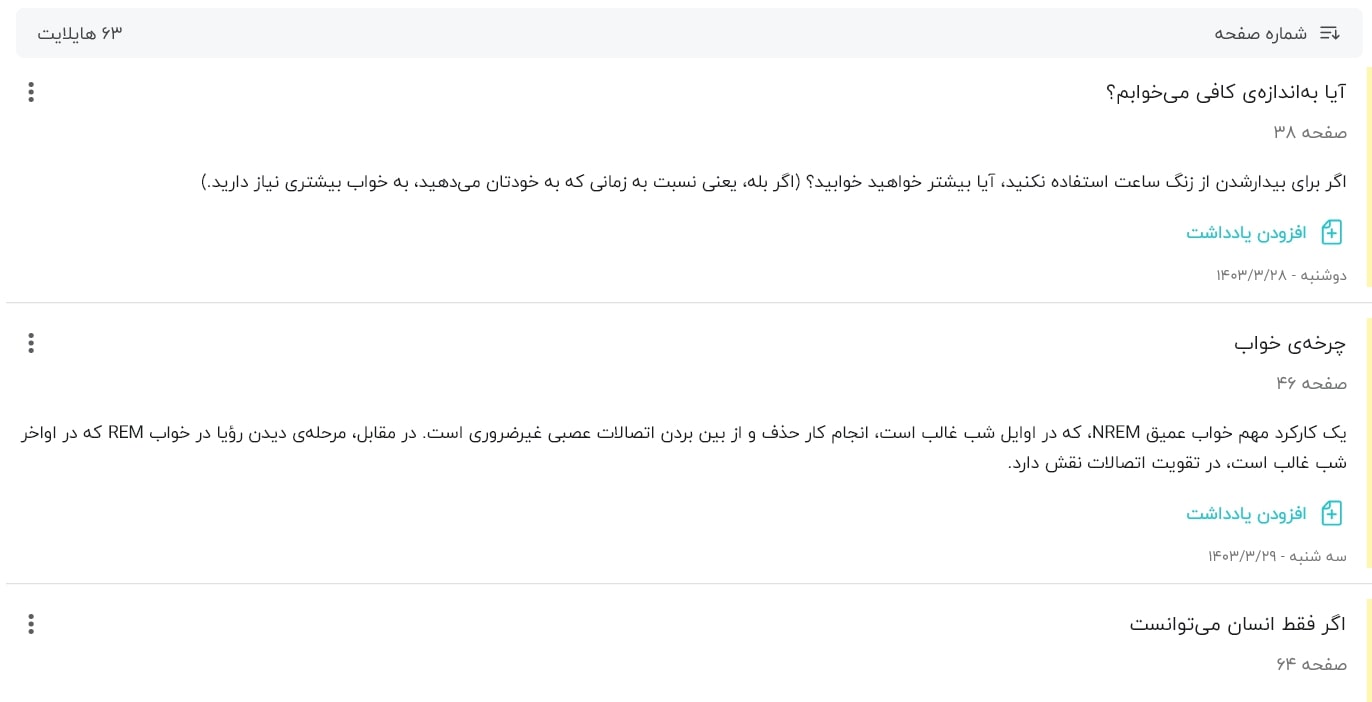 شماره صفحه
۶۳ هایلایت
آیا به‌اندازه‌ی کافی می‌خوابم؟
صفحه ۳۸
اگر برای بیدارشدن از زنگ ساعت استفاده نکنید، آیا بیشتر خواهید خوابید؟ (اگر بله، یعنی نسبت به زمانی که به خودتان می‌دهید، به خواب بیشتری نیاز دارید.)
افزودن یادداشت
دوشنبه - ۱۴۰۳/۳/۲۸
چرخه‌ی خواب
صفحه ۴۶
یک کارکرد مهم خواب عمیق NREM، که در اوایل شب غالب است، انجام کار حذف و از بین بردن اتصالات عصبی غیرضروری است. در مقابل، مرحله‌ی دیدن رؤیا در خواب REM که در اواخر
شب غالب است، در تقویت اتصالات نقش دارد.
افزودن یادداشت
سه شنبه - ۱۴۰۳/۳/۲۹
اگر فقط انسان می‌توانست
صفحه ۶۴